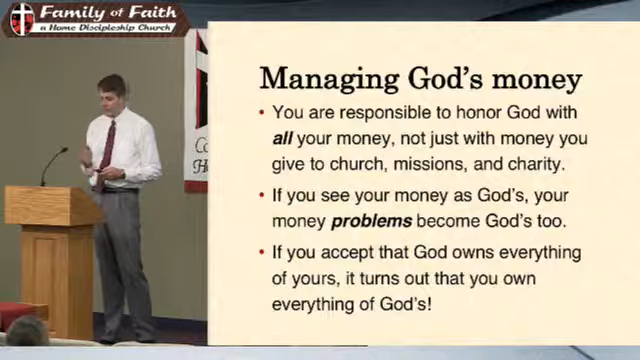 Family of Faith
a Home Discipleship Church
Managing God's money
• You are responsible to honor God with
all your money, not just with money you
give to church, missions, and charity.
• If you see your money as God's, your
money problems become God's too.
• If you accept that God owns everything
of yours, it turns out that you own
everything of God's!